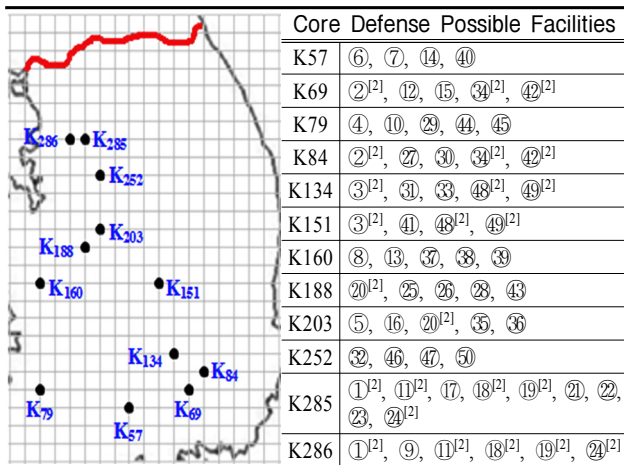 Core Defense Possible Facilities
K57 ⑥, ⑦, ⑭, ㊵
K69 ②[2], ⑫, ⑮, ㉞[2], ㊷[2]
K79 ④, ⑩, ㉙, ㊹, ㊺
K84 ②[2], ㉗, ㉚, ㉞[2], ㊷[2]
K134 ③[2], ㉛, ㉝, ㊽[2], ㊾[2]
K151 ③[2], ㊶, ㊽[2], ㊾[2]
K160 ⑧, ⑬, ㊲, ㊳, ㊴
K188 ⑳[2], ㉕, ㉖, ㉘, ㊸
K203 ⑤, ⑯, ⑳[2], ㉟, ㊱
K252 ㉜, ㊻, ㊼, ㊿
K285 ①[2], ⑪[2], ⑰, ⑱[2], ⑲[2], ㉑, ㉒,
㉓, ㉔[2]
K286 ①[2], ⑨, ⑪[2], ⑱[2], ⑲[2], ㉔[2]
K286
K285
K252
K203
K188
K160
K151
K134
K84
K79
K69
K57